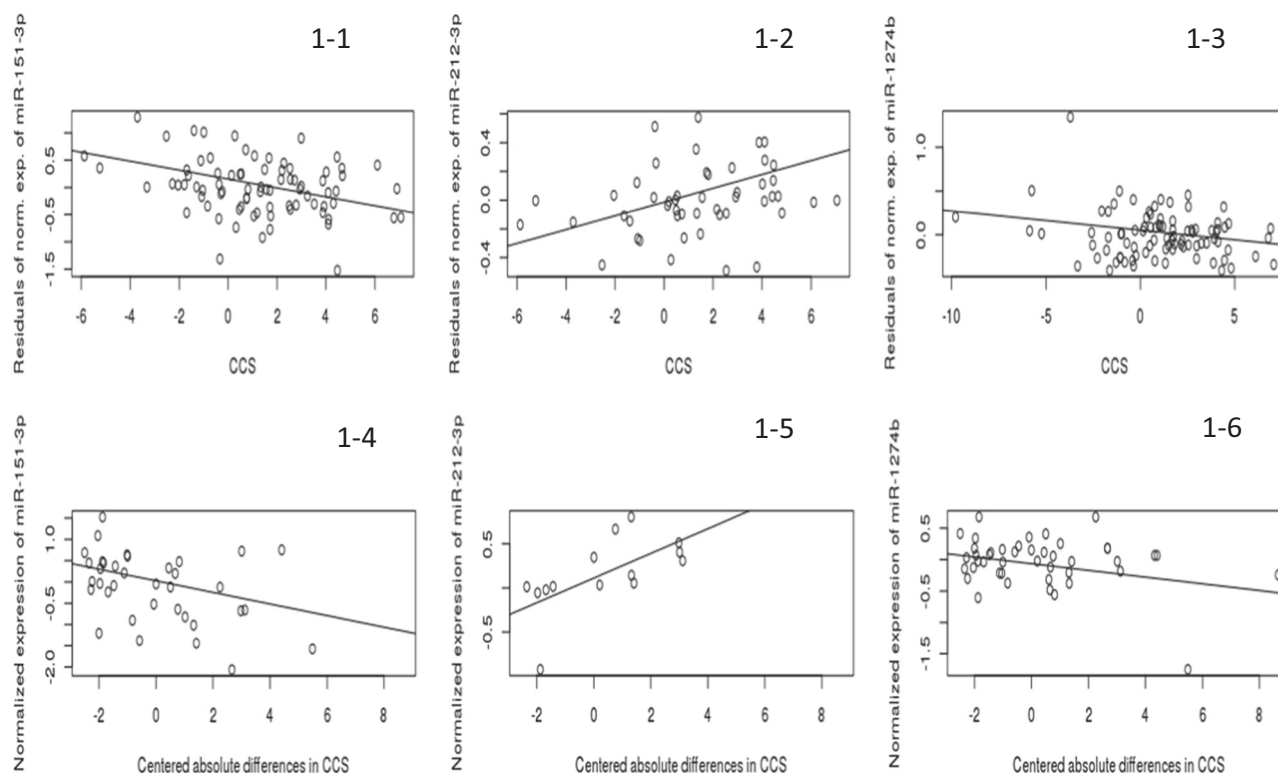 1-1
Residuals of norm. exp. of miR-151-3p
0.5
-0.5
-1.5
-6 -4 -2 0 2 4 6
CCS
1-2
Residuals of norm. exp. of miR-212-3p
0.44
0.0
-0.4
-6 -4 -2 0 2 4 6
CCS
1-3
Residuals of norm. exp. of miR-1274b
1.0
0.0
-10 -5 0 5
CCS
1-4
Normalized expression of miR-151-3p
1.0
-0.5
-2.0
-2 0 2 4 6 8
Centered absolute differences in CCS
1-5
Normalized expression of miR-212-3p
0.5
-0.5
-2 0 2 4 6 8
Centered absolute differences in CCS
1-6
Normalized expression of miR-1274b
0.5
-0.5
-1.5
-2 0 2 4 6 8
Centered absolute differences in CCS